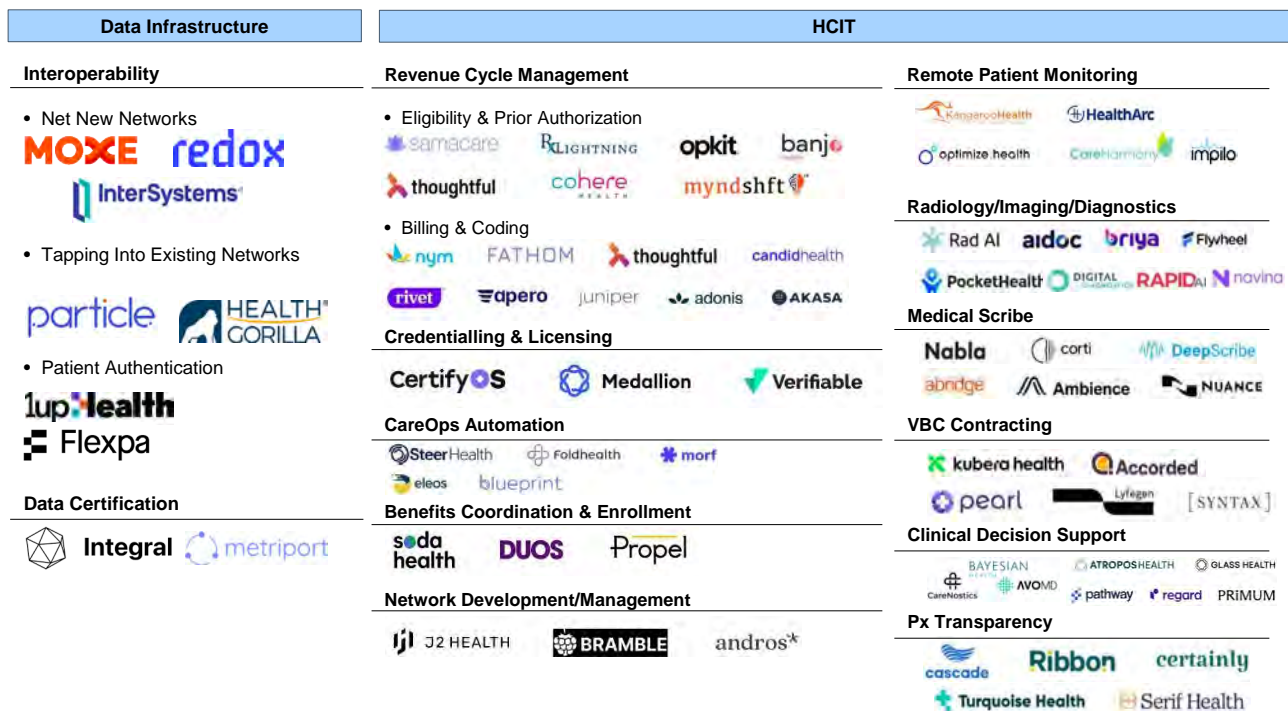 Data Infrastructure
Interoperability
• Net New Networks
MOXE redox
InterSystems
• Tapping Into Existing Networks
particle HEALTH GORILLA
• Patient Authentication
1upHealth
Flexpa
Data Certification
Integral metriport
HCIT
Revenue Cycle Management
• Eligibility & Prior Authorization
samacare RxLIGHTNING opkit banjo
thoughtful cohere HEALTH myndshft
• Billing & Coding
nym FATHOM thoughtful candidhealth
rivet apero juniper adonis AKASA
Credentialling & Licensing
CertifyOS Medallion Verifiable
CareOps Automation
SteerHealth Foldhealth morf
eleos blueprint
Benefits Coordination & Enrollment
soda health DUOS Propel
Network Development/Management
J2 HEALTH BRAMBLE andros*
Remote Patient Monitoring
KangarooHealth HealthArc
optimize.health CareHarmony impilo
Radiology/Imaging/Diagnostics
Rad AI aidoc briya Flywheel
PocketHealth DIGITAL RAPIDAI navina
Medical Scribe
Nabla corti DeepScribe
abridge Ambience NUANCE
VBC Contracting
kubera health Accorded
pearl Lyfegen [SYNTAX]
Clinical Decision Support
BAYESIAN HEALTH ATROPOSHEALTH GLASS HEALTH
CareNostics AVOMD pathway regard PRiMUM
Px Transparency
cascade Ribbon certainly
Turquoise Health Serif Health